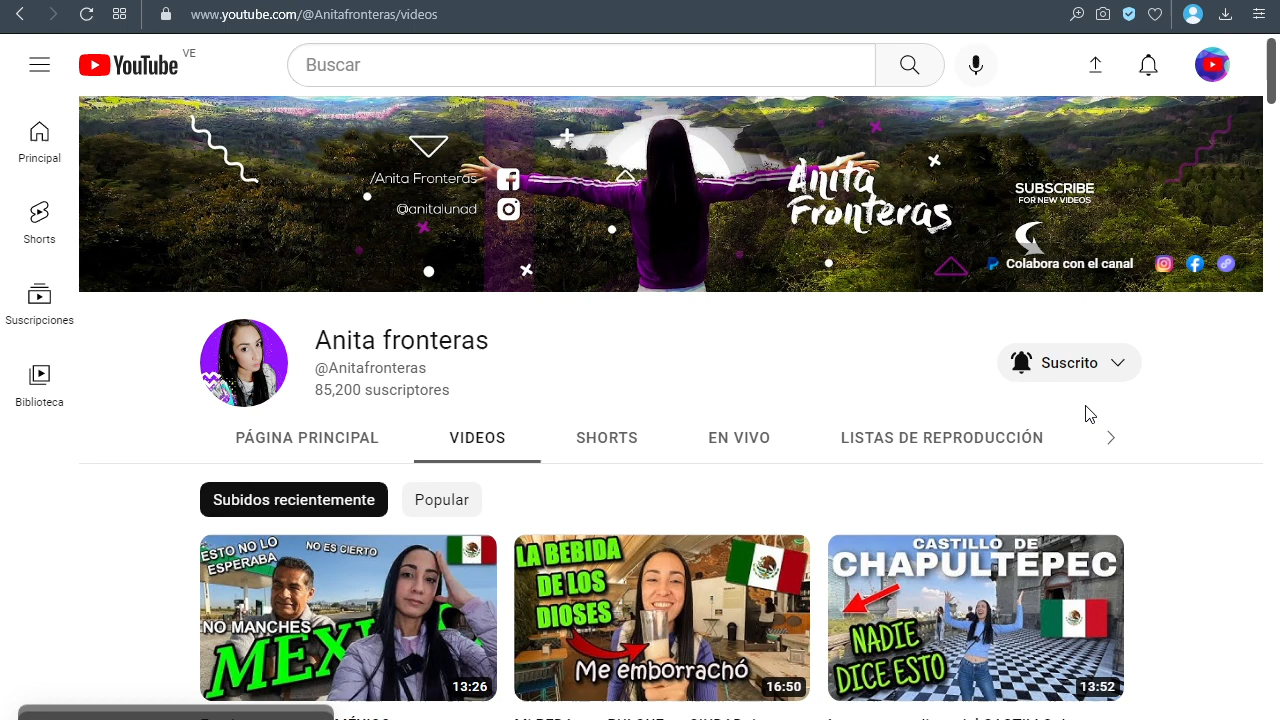 www.youtube.com/@Anitafronteras/videos
YouTube VE
Buscar
Principal
Shorts
Suscripciones
Biblioteca
/Anita Fronteras
@anitalunad
Anita
Fronteras
SUBSCRIBE
FOR NEW VIDEOS
Colabora con el canal
Anita fronteras
@Anitafronteras
85,200 suscriptores
Suscrito
PÁGINA PRINCIPAL
VIDEOS
SHORTS
EN VIVO
LISTAS DE REPRODUCCIÓN
Subidos recientemente
Popular
ESTO NO LO
ESPERABA
NO ES CIERTO
NO MANCHES
13:26
LA BEBIDA
DE LOS
DIOSES
Me emborrachó
16:50
CASTILLO DE
CHAPULTEPEC
NADIE
DICE ESTO
13:52